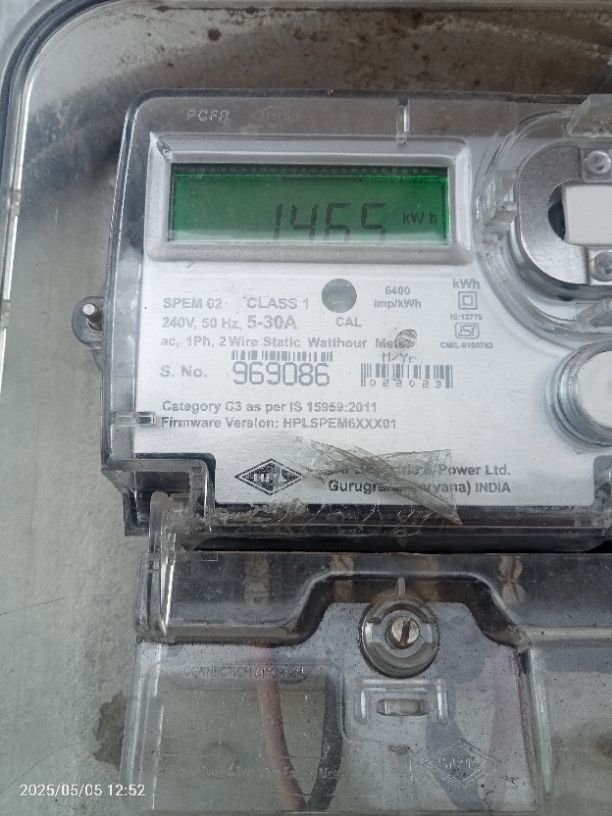 1465 kWh
SPEM 02 CLASS 1
6400 imp/kWh
kWh
240V, 50 Hz, 5-30A
CAL
IS:13779
ac, 1Ph, 2 Wire Static Watthour Meter
M/Yr.
S. No. 969086
022023
Category C3 as per IS 15959:2011
Firmware Version: HPLSPEM6XXX01
HPL
Power Ltd.
INDIA
2025/05/05 12:52